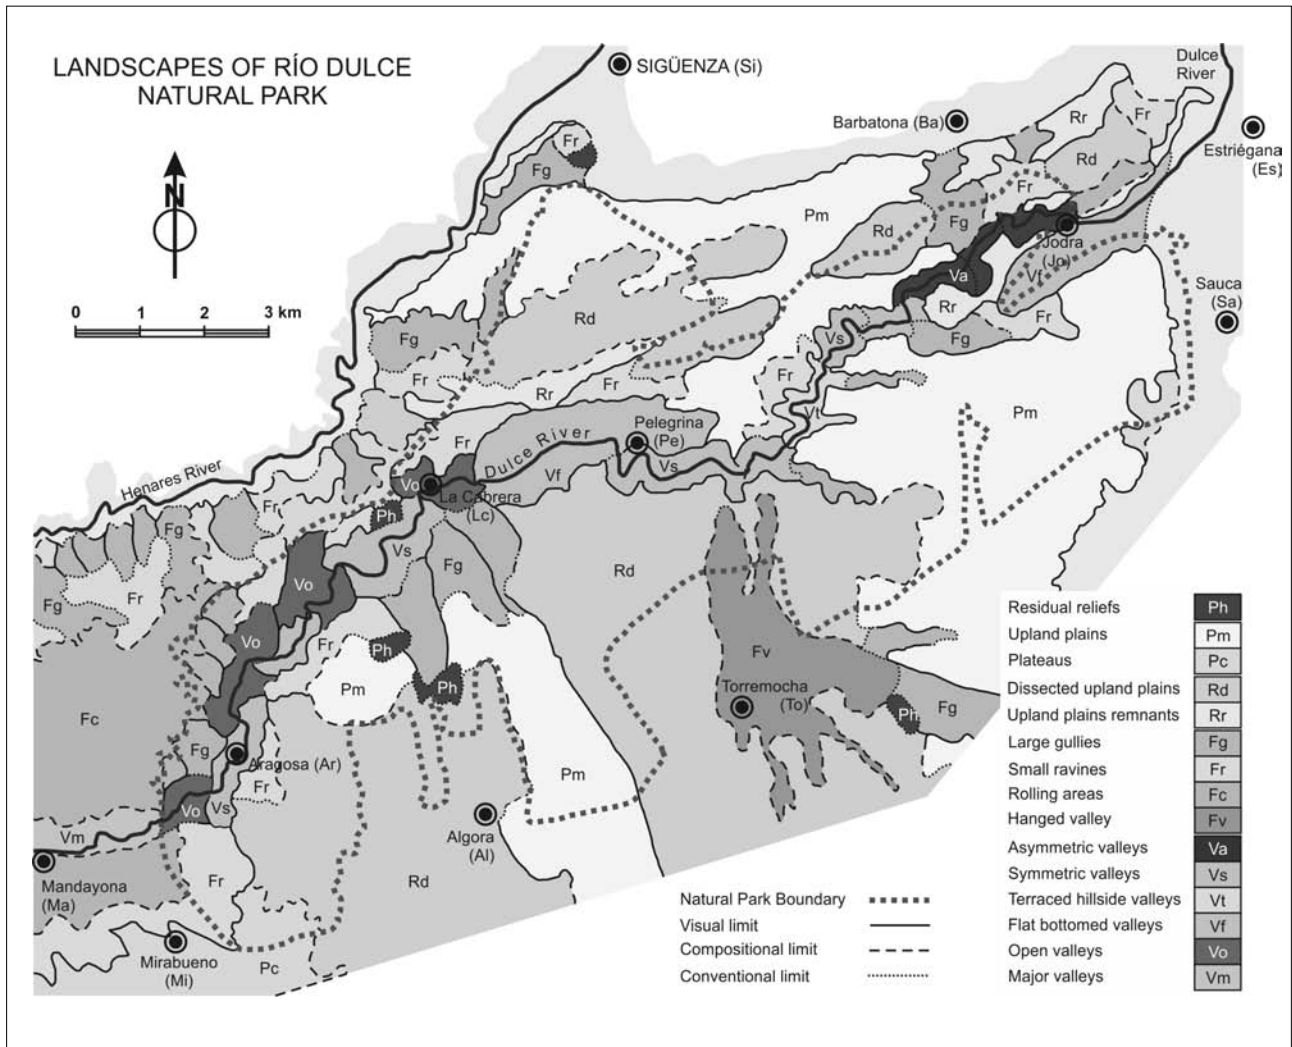 LANDSCAPES OF RÍO DULCE
NATURAL PARK
N
0 1 2 3 km
SIGÜENZA (Si)
Dulce
River
Barbatona (Ba)
Estriégana
(Es)
Rr
Fr
Fr
Rd
Fg
Fr
Pm
Rd
Fg
Jodra
(Jo)
Va
Vf
Sauca
(Sa)
Rr
Fr
Rd
Fg
Vs
Fg
Fr
Fr
Fr
Rr
Vt
Pm
Pelegrina
(Pe)
Fr
Dulce River
Vs
Vf
Henares River
Vo
La Cabrera
(Lc)
Fr
Ph
Fg
Vs
Fg
Rd
Fr
Vo
Fg
Vo
Fr
Ph
Fv
Pm
Ph
Torremocha
(To)
Ph
Fg
Fc
Fg
Aragosa (Ar)
Fr
Pm
Vo
Vs
Vm
Algora
(Al)
Mandayona
(Ma)
Fr
Rd
Mirabueno
(Mi)
Pc
Residual reliefs Ph
Upland plains Pm
Plateaus Pc
Dissected upland plains Rd
Upland plains remnants Rr
Large gullies Fg
Small ravines Fr
Rolling areas Fc
Hanged valley Fv
Asymmetric valleys Va
Symmetric valleys Vs
Terraced hillside valleys Vt
Flat bottomed valleys Vf
Open valleys Vo
Major valleys Vm
Natural Park Boundary
Visual limit
Compositional limit
Conventional limit